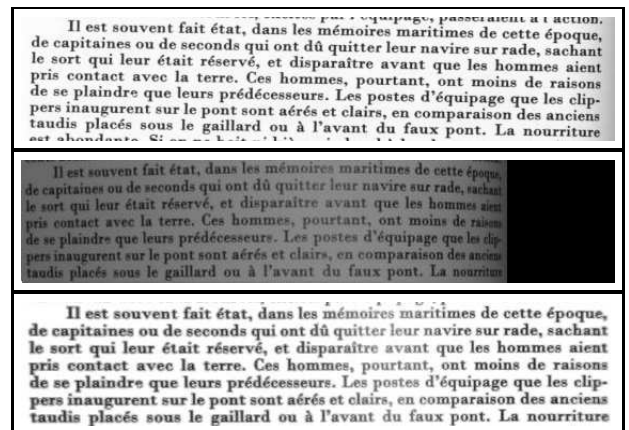 par l'équipage, passeraient à l'action.
Il est souvent fait état, dans les mémoires maritimes de cette époque,
de capitaines ou de seconds qui ont dû quitter leur navire sur rade, sachant
le sort qui leur était réservé, et disparaître avant que les hommes aient
pris contact avec la terre. Ces hommes, pourtant, ont moins de raisons
de se plaindre que leurs prédécesseurs. Les postes d'équipage que les clip-
pers inaugurent sur le pont sont aérés et clairs, en comparaison des anciens
taudis placés sous le gaillard ou à l'avant du faux pont. La nourriture
est abondante. Si on ne
Il est souvent fait état, dans les mémoires maritimes de cette époque,
de capitaines ou de seconds qui ont dû quitter leur navire sur rade, sachant
le sort qui leur était réservé, et disparaître avant que les hommes aient
pris contact avec la terre. Ces hommes, pourtant, ont moins de raisons
de se plaindre que leurs prédécesseurs. Les postes d'équipage que les clip-
pers inaugurent sur le pont sont aérés et clairs, en comparaison des anciens
taudis placés sous le gaillard ou à l'avant du faux pont. La nourriture
Il est souvent fait état, dans les mémoires maritimes de cette époque,
de capitaines ou de seconds qui ont dû quitter leur navire sur rade, sachant
le sort qui leur était réservé, et disparaître avant que les hommes aient
pris contact avec la terre. Ces hommes, pourtant, ont moins de raisons
de se plaindre que leurs prédécesseurs. Les postes d'équipage que les clip-
pers inaugurent sur le pont sont aérés et clairs, en comparaison des anciens
taudis placés sous le gaillard ou à l'avant du faux pont. La nourriture